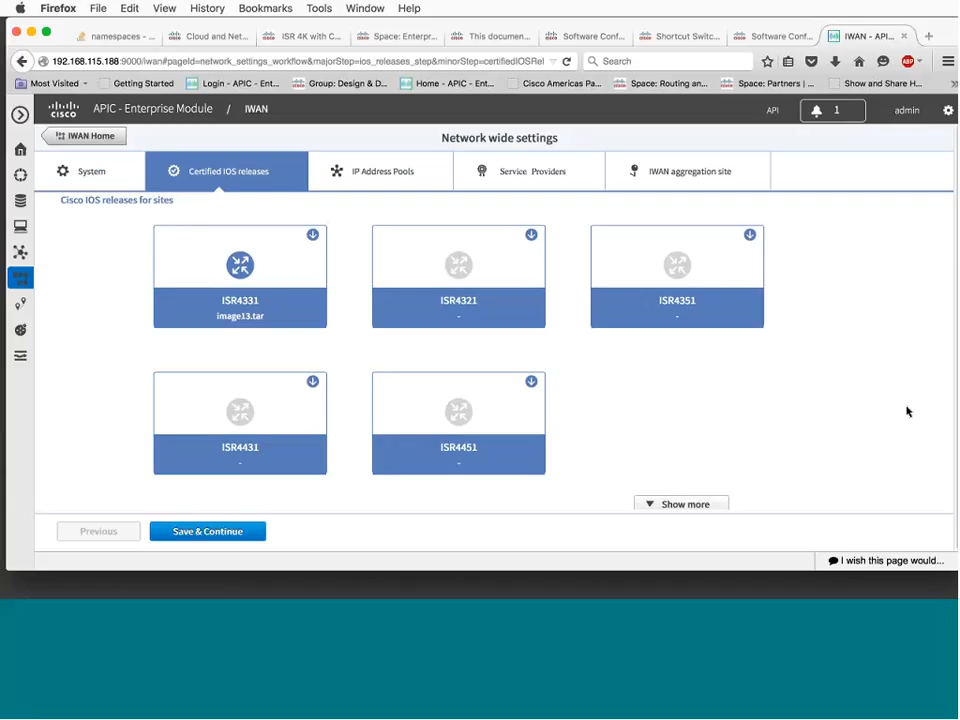 Firefox File Edit View History Bookmarks Tools Window Help
namespaces - ... Cloud and Net... ISR 4K with C... Space: Enterpr... This documen... Software Conf... Shortcut Switc... Software Conf... IWAN - API...
192.168.115.188:9000/iwan#pageId=network_settings_workflow&majorStep=ios_releases_step&minorStep=certifiedIOSRel Search
Most Visited Getting Started Login - APIC - Ent... Group: Design & D... Home - APIC - Ent... Cisco Americas Pa... Space: Routing an... Space: Partners | ... Show and Share H...
CISCO APIC - Enterprise Module / IWAN API 1 admin
IWAN Home Network wide settings
System Certified IOS releases IP Address Pools Service Providers IWAN aggregation site
Cisco IOS releases for sites
ISR4331 ISR4321 ISR4351
image13.tar - -
ISR4431 ISR4451
- -
Show more
Previous Save & Continue
I wish this page would...